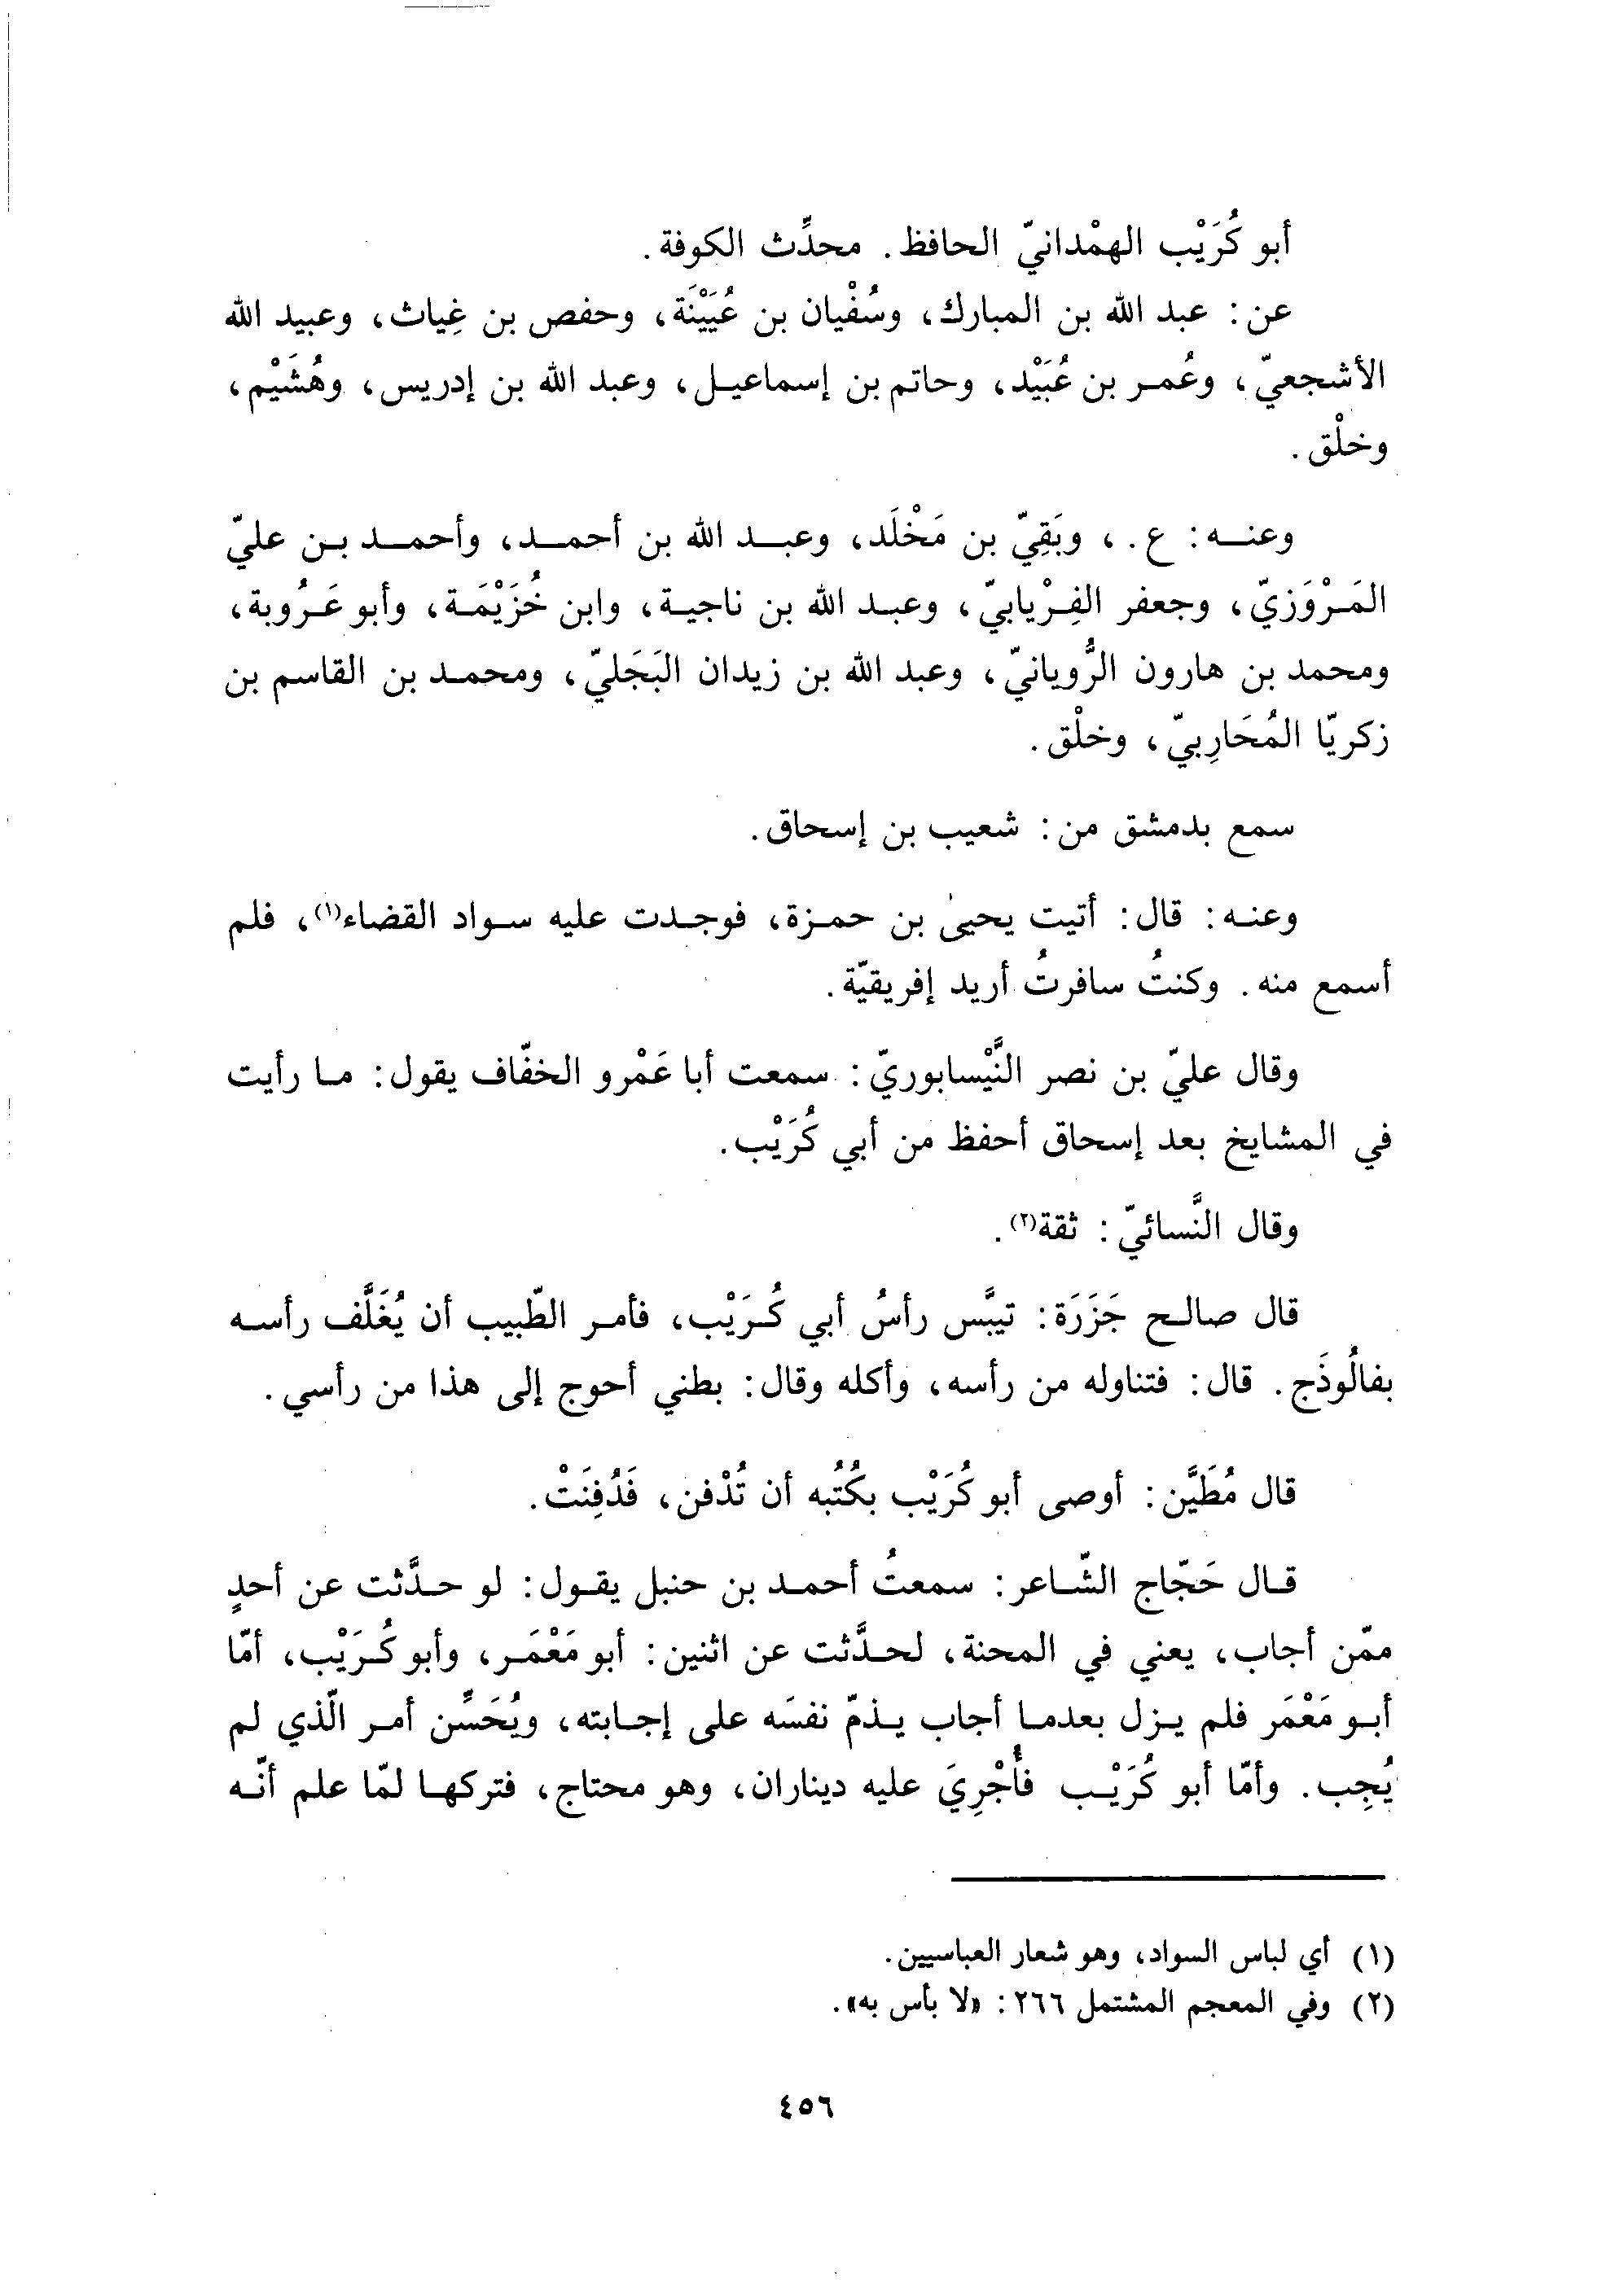 أبو كُرَيْب الهمْدانيّ الحافظ. محدِّث الكوفة.
عن: عبد الله بن المبارك، وسُفْيان بن عُيَيْنَة، وحفص بن غِياث، وعبيد الله
الأشجعيّ، وعُمر بن عُبَيْد، وحاتم بن إسماعيل، وعبد الله بن إدريس، وهُشَيْم،
وخلْق.
وعنه: ع.، وبَقِيّ بن مَخْلَد، وعبد الله بن أحمد، وأحمد بن عليّ
المَرْوَزيّ، وجعفر الفِرْيابيّ، وعبد الله بن ناجية، وابن خُزَيْمَة، وأبو عَرُوبة،
ومحمد بن هارون الرُّويانيّ، وعبد الله بن زيدان البَجَليّ، ومحمد بن القاسم بن
زكريّا المُحَارِبيّ، وخلْق.
سمع بدمشق من: شعيب بن إسحاق.
وعنه: قال: أتيت يحيىٰ بن حمزة، فوجدت عليه سواد القضاء(١)، فلم
أسمع منه. وكنتُ سافرتُ أريد إفريقيّة.
وقال عليّ بن نصر النَّيْسابوريّ: سمعت أبا عَمْرو الخفّاف يقول: ما رأيت
في المشايخ بعد إسحاق أحفظ من أبي كُرَيْب.
وقال النَّسائيّ: ثقة(٢).
قال صالح جَزَرَة: تيبَّس رأسُ أبي كُرَيْب، فأمر الطّبيب أن يُغَلَّف رأسه
بفالُوذَج. قال: فتناوله من رأسه، وأكله وقال: بطني أحوج إلى هذا من رأسي.
قال مُطَيَّن: أوصى أبو كُرَيْب بكُتُبه أن تُدْفن، فَدُفِنَتْ.
قال حَجّاج الشّاعر: سمعتُ أحمد بن حنبل يقول: لو حدَّثت عن أحدٍ
ممّن أجاب، يعني في المحنة، لحدَّثت عن اثنين: أبو مَعْمَر، وأبو كُرَيْب، أمّا
أبو مَعْمَر فلم يزل بعدما أجاب يذمّ نفسَه على إجابته، ويُحَسِّن أمر الّذي لم
يُجِب. وأمّا أبو كُرَيْب فأُجْرِيَ عليه ديناران، وهو محتاج، فتركها لمّا علم أنّه
(١) أي لباس السواد، وهو شعار العباسيين.
(٢) وفي المعجم المشتمل ٢٦٦: «لا بأس به».
٤٥٦